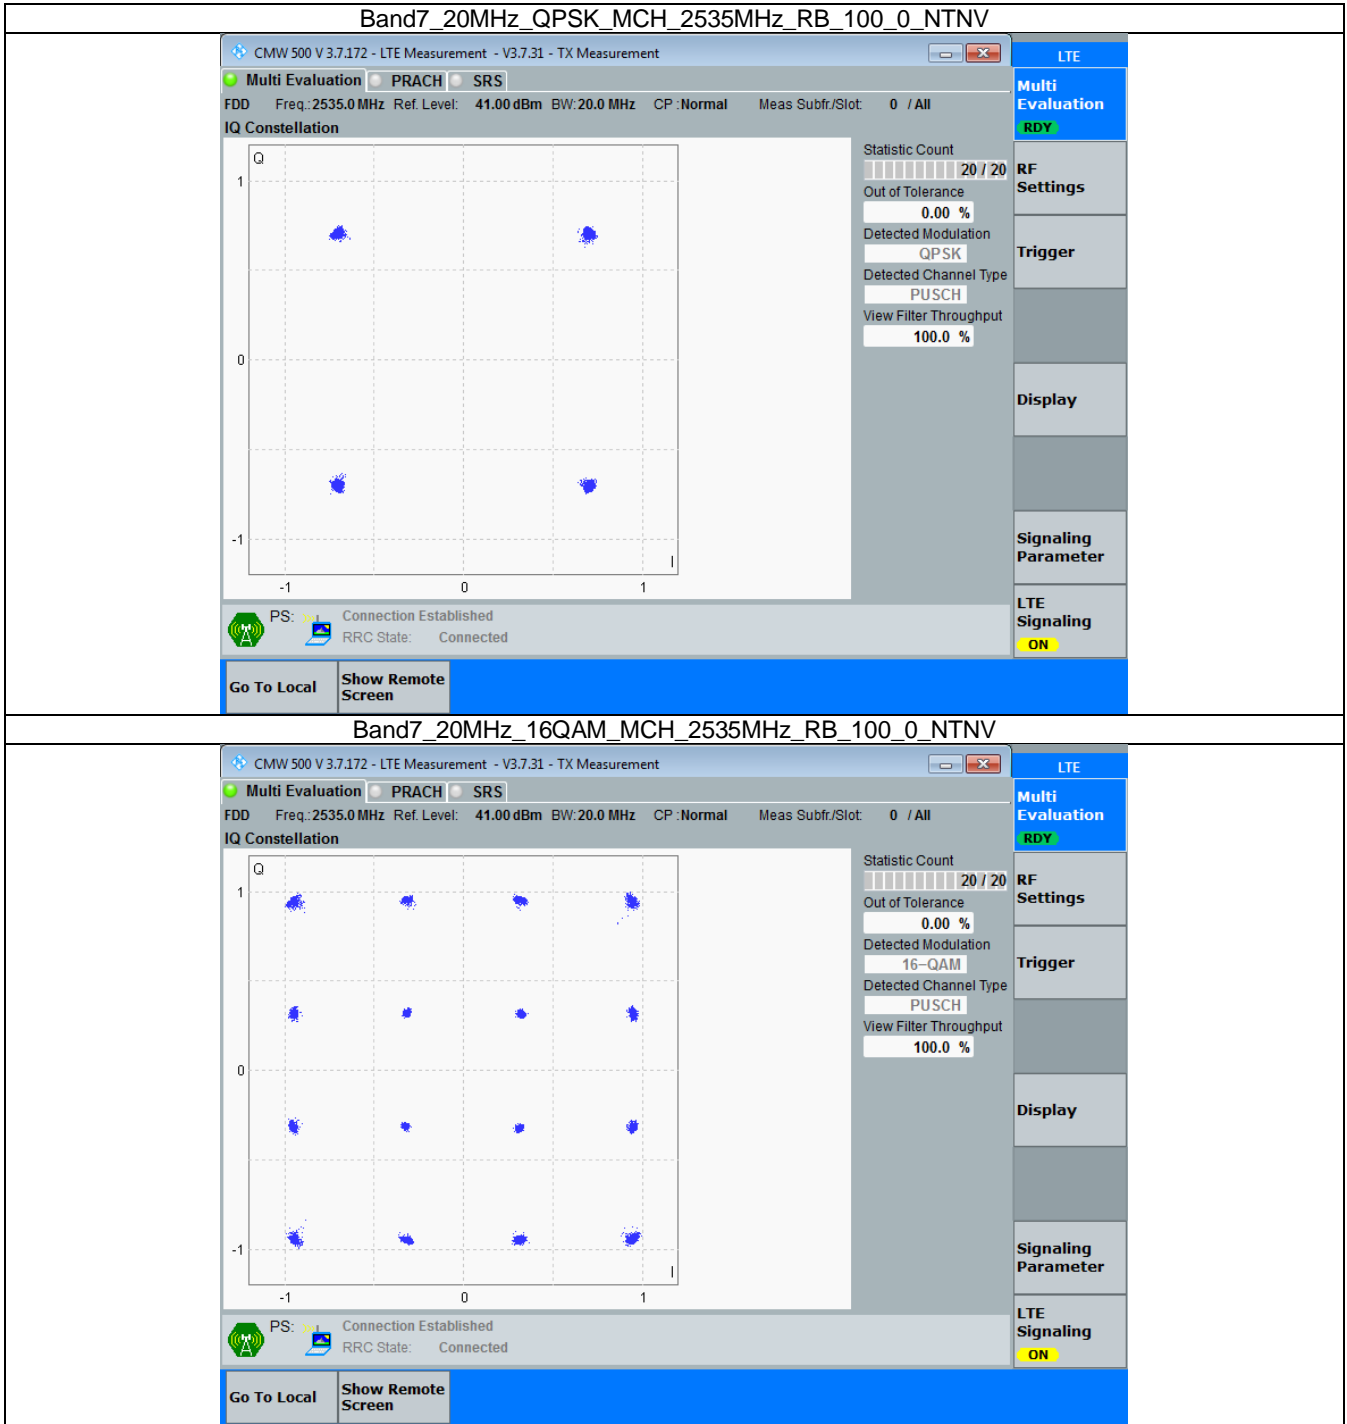 Band7_20MHz_QPSK_MCH_2535MHz_RB_100_0_NTNV
CMW 500 V 3.7.172 - LTE Measurement - V3.7.31 - TX Measurement
LTE
Multi Evaluation PRACH SRS
FDD Freq.: 2535.0 MHz Ref. Level: 41.00 dBm BW: 20.0 MHz CP : Normal Meas Subfr./Slot: 0 / All
IQ Constellation
Q
1
0
-1
-1 0 1
I
Statistic Count
20 / 20
Out of Tolerance
0.00 %
Detected Modulation
QPSK
Detected Channel Type
PUSCH
View Filter Throughput
100.0 %
Multi
Evaluation
RDY
RF
Settings
Trigger
Display
Signaling
Parameter
LTE
Signaling
ON
PS: Connection Established
RRC State: Connected
Go To Local
Show Remote
Screen
Band7_20MHz_16QAM_MCH_2535MHz_RB_100_0_NTNV
CMW 500 V 3.7.172 - LTE Measurement - V3.7.31 - TX Measurement
LTE
Multi Evaluation PRACH SRS
FDD Freq.: 2535.0 MHz Ref. Level: 41.00 dBm BW: 20.0 MHz CP : Normal Meas Subfr./Slot: 0 / All
IQ Constellation
Q
1
0
-1
-1 0 1
I
Statistic Count
20 / 20
Out of Tolerance
0.00 %
Detected Modulation
16-QAM
Detected Channel Type
PUSCH
View Filter Throughput
100.0 %
Multi
Evaluation
RDY
RF
Settings
Trigger
Display
Signaling
Parameter
LTE
Signaling
ON
PS: Connection Established
RRC State: Connected
Go To Local
Show Remote
Screen